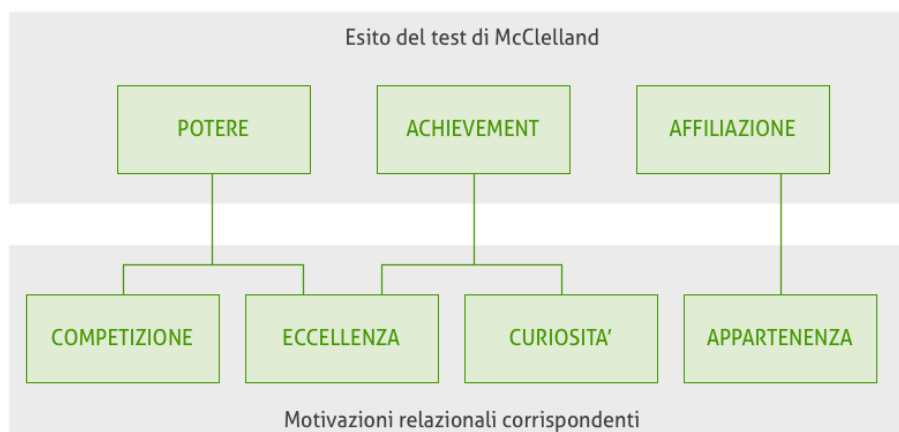 Esito del test di McClelland
POTERE
ACHIEVEMENT
AFFILIAZIONE
COMPETIZIONE
ECCELLENZA
CURIOSITA’
APPARTENENZA
Motivazioni relazionali corrispondenti